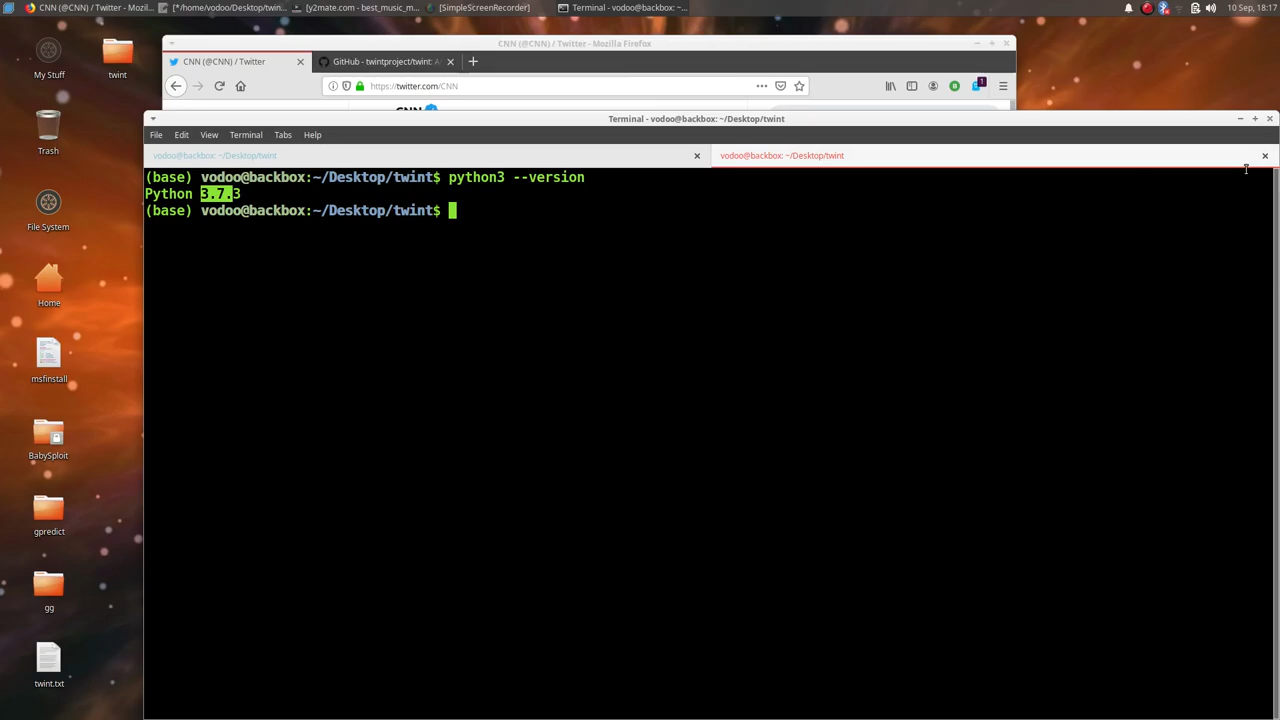 CNN (@CNN) / Twitter - Mozil...
[*/home/vodoo/Desktop/twin...
[y2mate.com - best_music_m...
[SimpleScreenRecorder]
Terminal - vodoo@backbox: ~...
10 Sep, 18:17
My Stuff
twint
Trash
File System
Home
msfinstall
BabySploit
gpredict
gg
twint.txt
CNN (@CNN) / Twitter - Mozilla Firefox
CNN (@CNN) / Twitter
GitHub - twintproject/twint: A
https://twitter.com/CNN
1
CNN
Terminal - vodoo@backbox: ~/Desktop/twint
File Edit View Terminal Tabs Help
vodoo@backbox: ~/Desktop/twint
vodoo@backbox: ~/Desktop/twint
(base) vodoo@backbox:~/Desktop/twint$ python3 --version
Python 3.7.3
(base) vodoo@backbox:~/Desktop/twint$